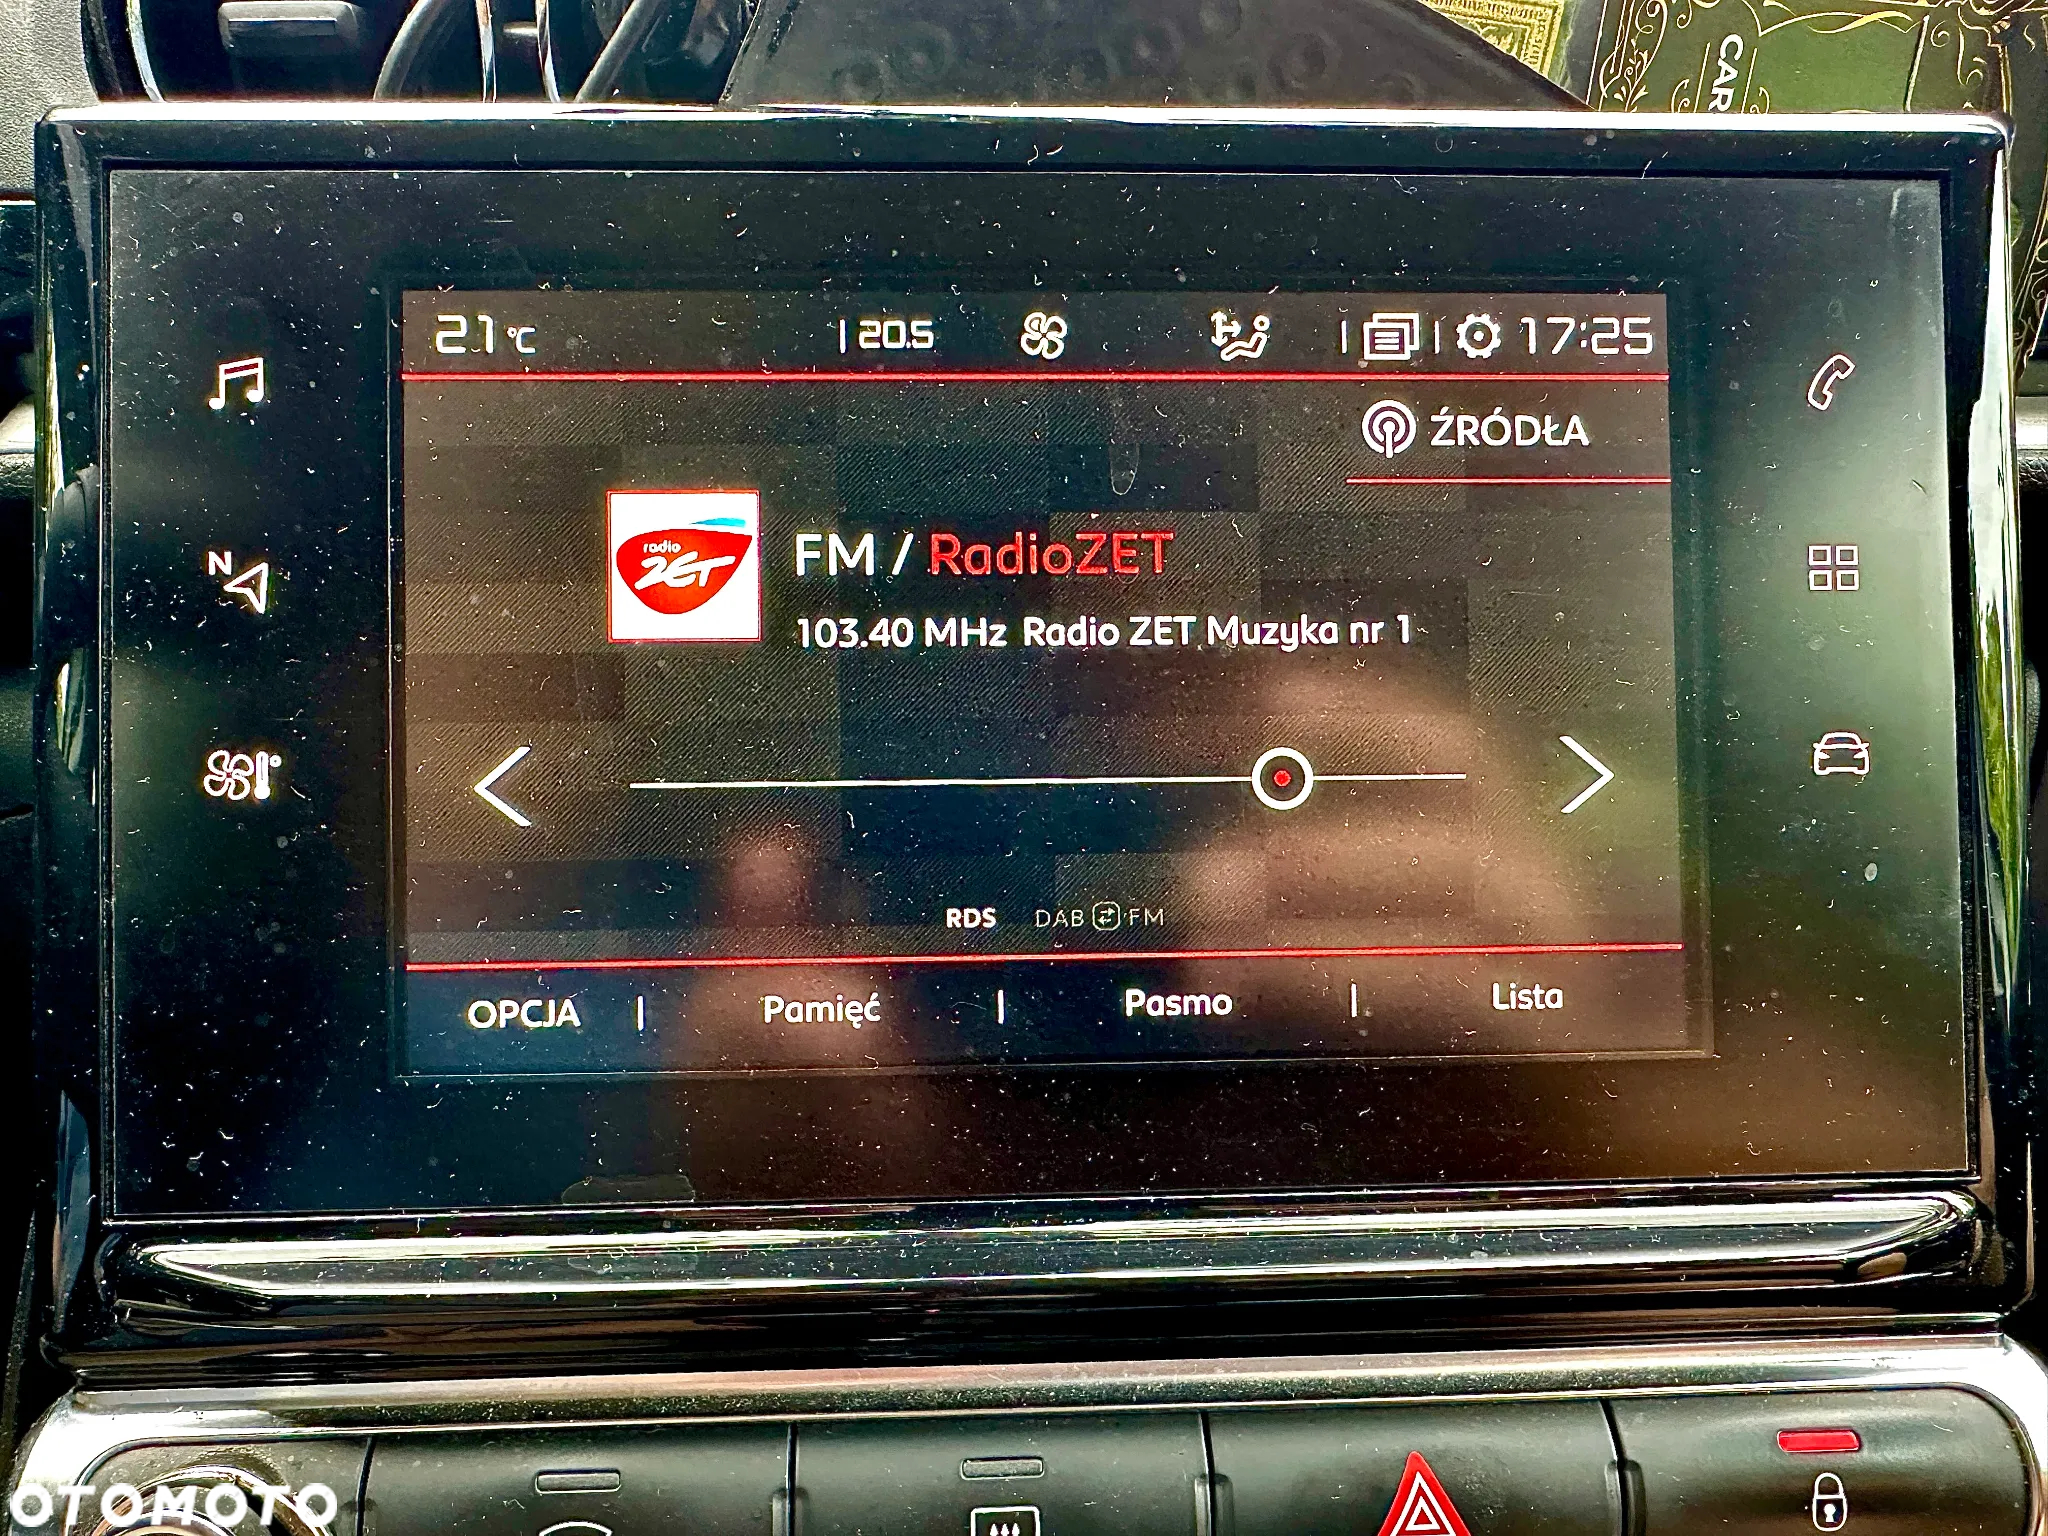 CAR
21 °C | 20.5 | | 17:25
ŹRÓDŁA
radio
ZET
FM / RadioZET
103.40 MHz Radio ZET Muzyka nr 1
N
RDS DAB FM
OPCJA | Pamięć | Pasmo | Lista
OTOMOTO